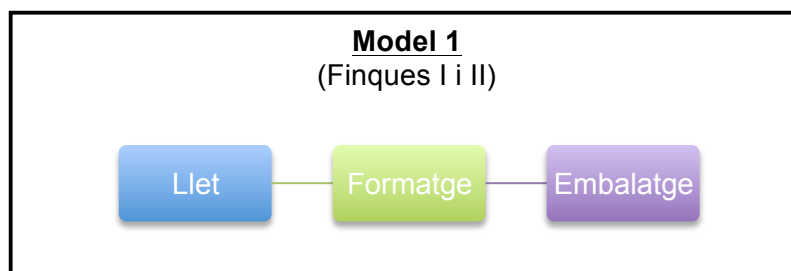 Model 1
(Finques I i II)
Llet
Formatge
Embalatge